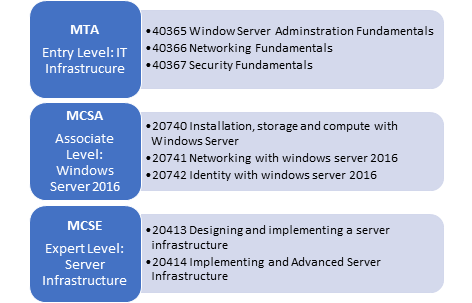 MTA
Entry Level: IT
Infrastrucure
•40365 Window Server Adminstration Fundamentals
•40366 Networking Fundamentals
•40367 Security Fundamentals
MCSA
Associate
Level:
Windows
Server 2016
•20740 Installation, storage and compute with
Windows Server
•20741 Networking with windows server 2016
•20742 Identity with windows server 2016
MCSE
Expert Level:
Server
Infrastructure
•20413 Designing and implementing a server
infrastructure
•20414 Implementing and Advanced Server
Infrastructure